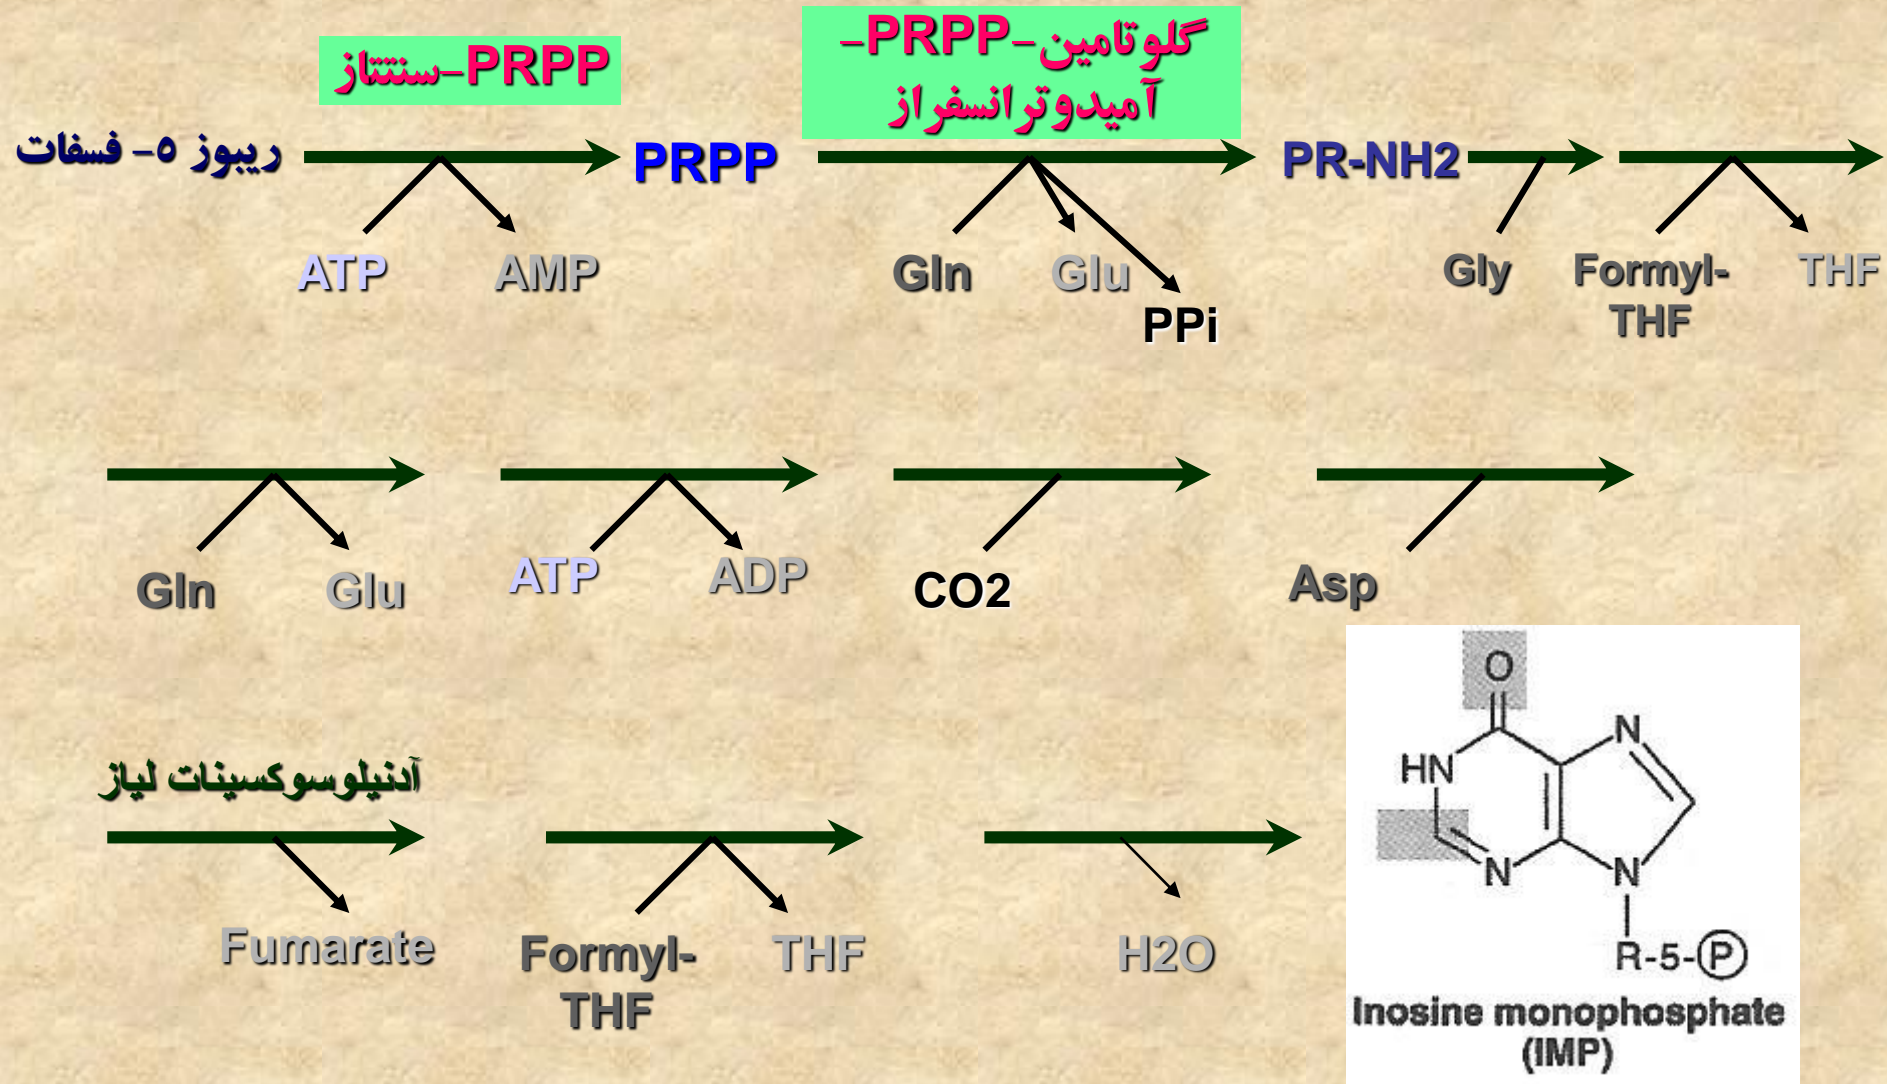 PRPP-سنتتاز
گلوتامین-PRPP-
آمیدوترانسفراز
ریبوز ۵- فسفات
PRPP
PR-NH2
ATP
AMP
Gln
Glu
PPi
Gly
Formyl-
THF
THF
Gln
Glu
ATP
ADP
CO2
Asp
آدنیلوسوکسینات لیاز
Fumarate
Formyl-
THF
THF
H2O
O
HN
N
N
N
R-5-P
Inosine monophosphate
(IMP)